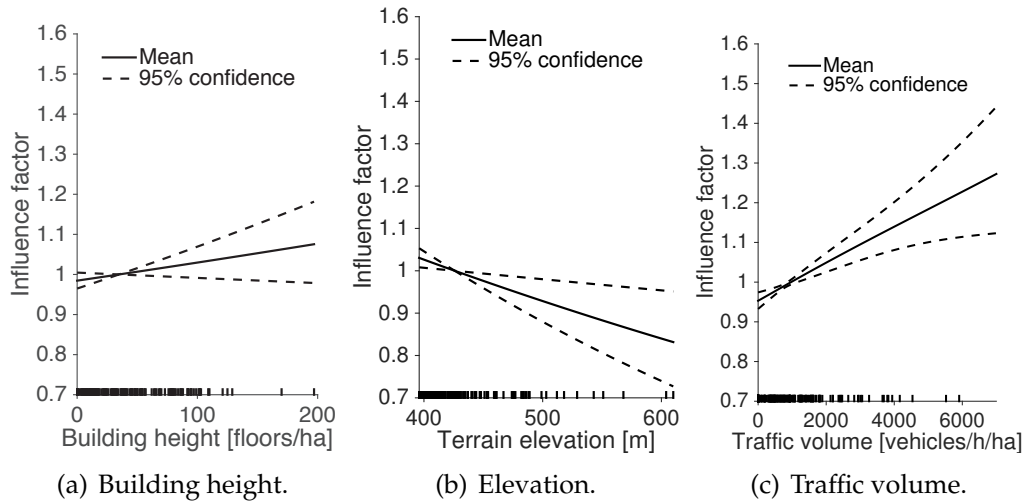 1.6
1.5
1.4
1.3
1.2
1.1
1
0.9
0.8
0.7
Influence factor
Mean
95% confidence
0 100 200
Building height [floors/ha]
(a) Building height.
1.6
1.5
1.4
1.3
1.2
1.1
1
0.9
0.8
0.7
Influence factor
Mean
95% confidence
400 500 600
Terrain elevation [m]
(b) Elevation.
1.6
1.5
1.4
1.3
1.2
1.1
1
0.9
0.8
0.7
Influence factor
Mean
95% confidence
0 2000 4000 6000
Traffic volume [vehicles/h/ha]
(c) Traffic volume.